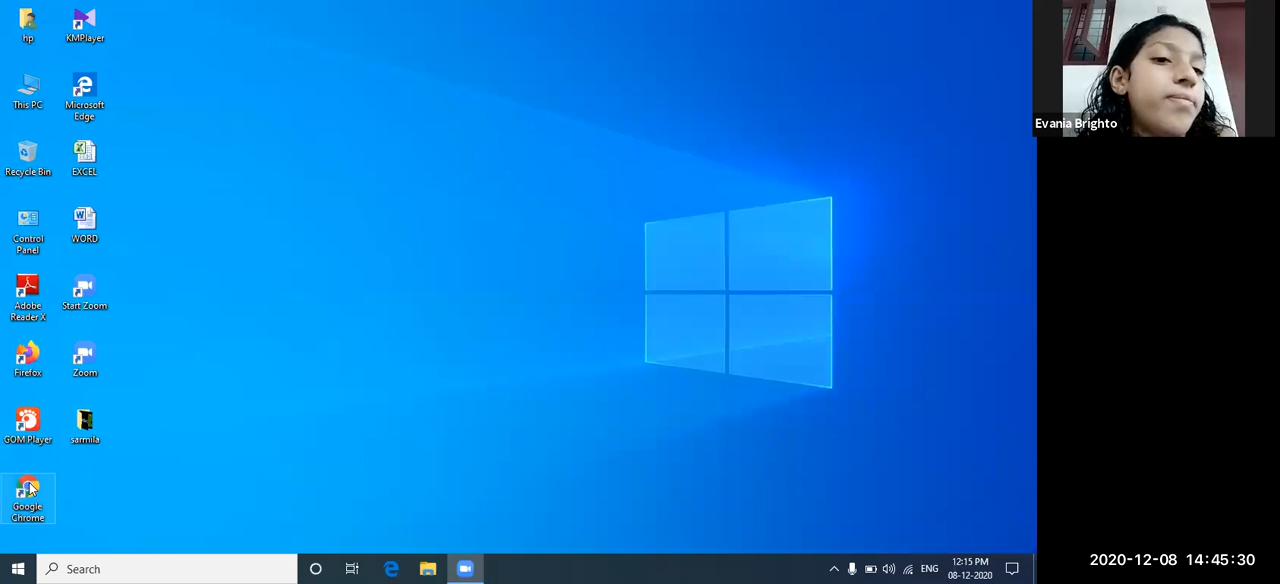 hp
KMPlayer
This PC
Microsoft
Edge
Recycle Bin
EXCEL
Control
Panel
WORD
Adobe
Reader X
Start Zoom
Firefox
Zoom
GOM Player
sarmila
Google
Chrome
Evania Brighto
Search
ENG
12:15 PM
08-12-2020
2020-12-08 14:45:30